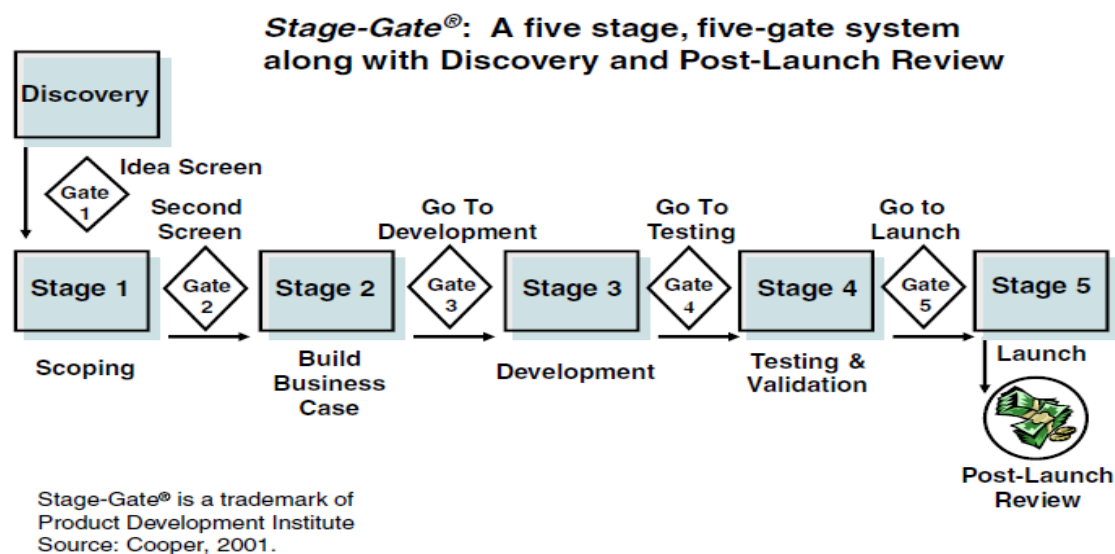 Stage-Gate®: A five stage, five-gate system
along with Discovery and Post-Launch Review
Discovery
Idea Screen
Gate
1
Second
Screen
Go To
Development
Go To
Testing
Go to
Launch
Stage 1
Gate
2
Stage 2
Gate
3
Stage 3
Gate
4
Stage 4
Gate
5
Stage 5
Scoping
Build
Business
Case
Development
Testing &
Validation
Launch
Post-Launch
Review
Stage-Gate® is a trademark of
Product Development Institute
Source: Cooper, 2001.